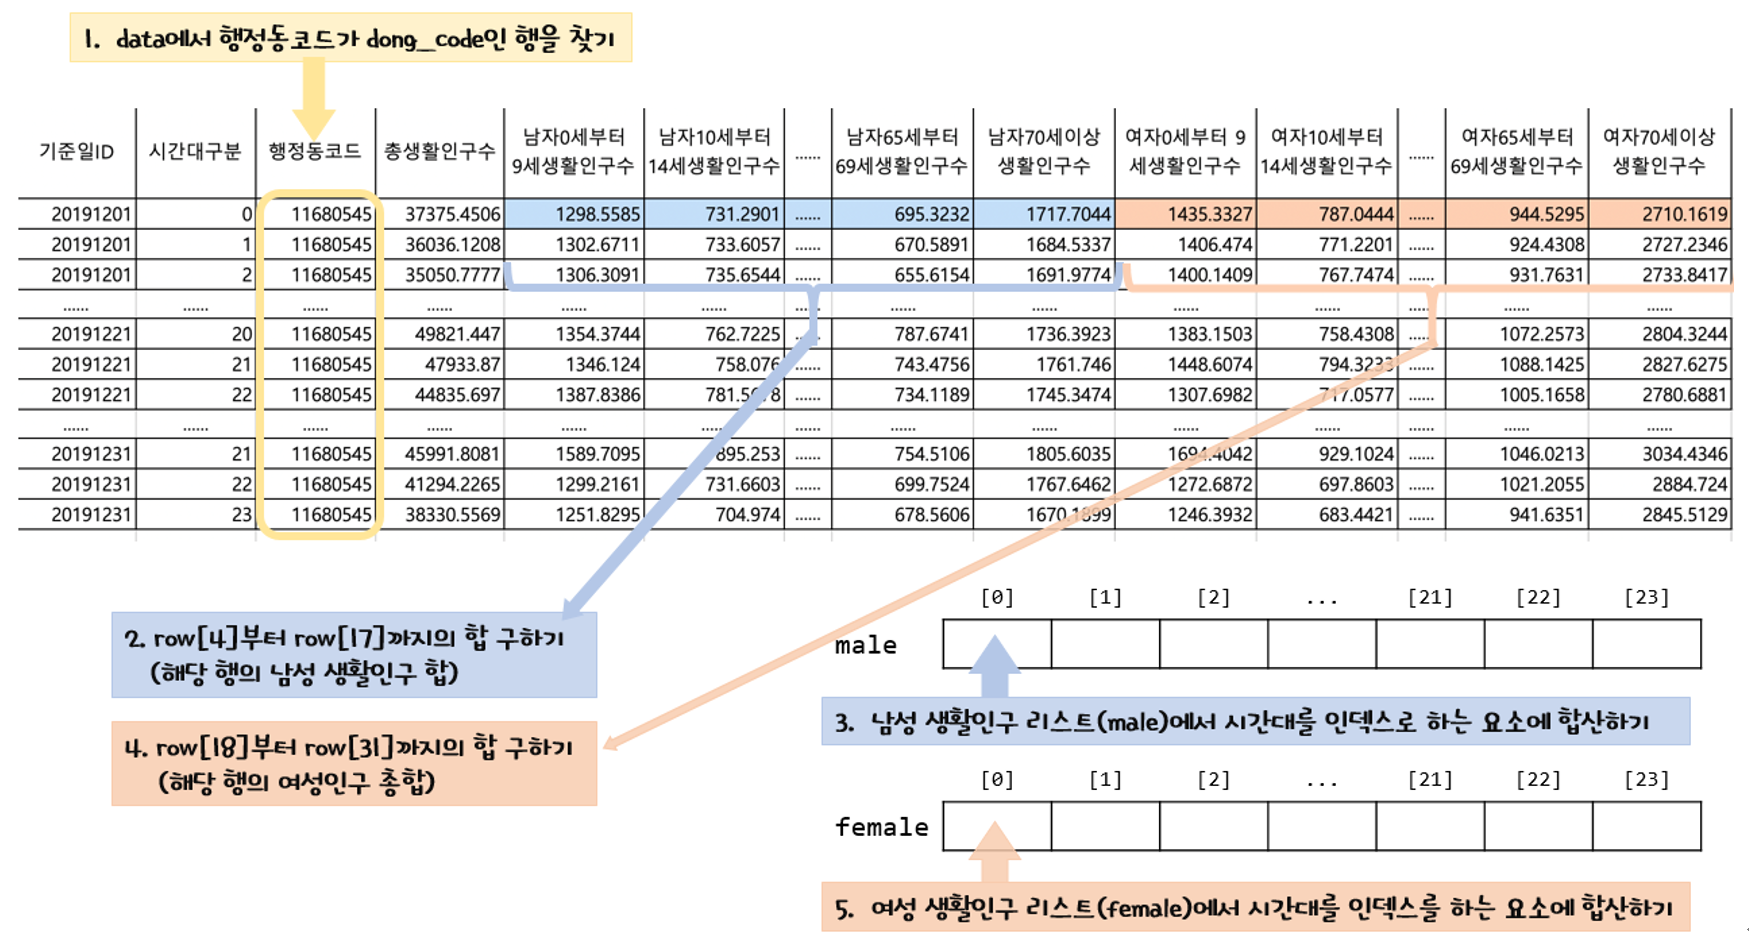 1. data에서 행정동코드가 dong_code인 행을 찾기
기준일ID 시간대구분 행정동코드 총생활인구수 남자0세부터 9세생활인구수 남자10세부터 14세생활인구수 ...... 남자65세부터 69세생활인구수 남자70세이상 생활인구수 여자0세부터 9세생활인구수 여자10세부터 14세생활인구수 ...... 여자65세부터 69세생활인구수 여자70세이상 생활인구수
20191201 0 11680545 37375.4506 1298.5585 731.2901 ...... 695.3232 1717.7044 1435.3327 787.0444 ...... 944.5295 2710.1619
20191201 1 11680545 36036.1208 1302.6711 733.6057 ...... 670.5891 1684.5337 1406.474 771.2201 ...... 924.4308 2727.2346
20191201 2 11680545 35050.7777 1306.3091 735.6544 ...... 655.6154 1691.9774 1400.1409 767.7474 ...... 931.7631 2733.8417
...... ...... ...... ...... ...... ...... ...... ...... ...... ...... ...... ...... ...... ......
20191221 20 11680545 49821.447 1354.3744 762.7225 ...... 787.6741 1736.3923 1383.1503 758.4308 ...... 1072.2573 2804.3244
20191221 21 11680545 47933.87 1346.124 758.076 ...... 743.4756 1761.746 1448.6074 794.3233 ...... 1088.1425 2827.6275
20191221 22 11680545 44835.697 1387.8386 ...... 734.1189 1745.3474 1307.6982 717.0577 ...... 1005.1658 2780.6881
...... ...... ...... ...... ...... ...... ...... ...... ...... ...... ...... ...... ...... ......
20191231 21 11680545 45991.8081 1589.7095 895.253 ...... 754.5106 1805.6035 1694.4042 929.1024 ...... 1046.0213 3034.4346
20191231 22 11680545 41294.2265 1299.2161 731.6603 ...... 699.7524 1767.6462 1272.6872 697.8603 ...... 1021.2055 2884.724
20191231 23 11680545 38330.5569 1251.8295 704.974 ...... 678.5606 1670.1899 1246.3932 683.4421 ...... 941.6351 2845.5129
2. row[4]부터 row[17]까지의 합 구하기
(해당 행의 남성 생활인구 합)
4. row[18]부터 row[31]까지의 합 구하기
(해당 행의 여성인구 총합)
[0] [1] [2] ... [21] [22] [23]
male
3. 남성 생활인구 리스트(male)에서 시간대를 인덱스로 하는 요소에 합산하기
[0] [1] [2] ... [21] [22] [23]
female
5. 여성 생활인구 리스트(female)에서 시간대를 인덱스를 하는 요소에 합산하기